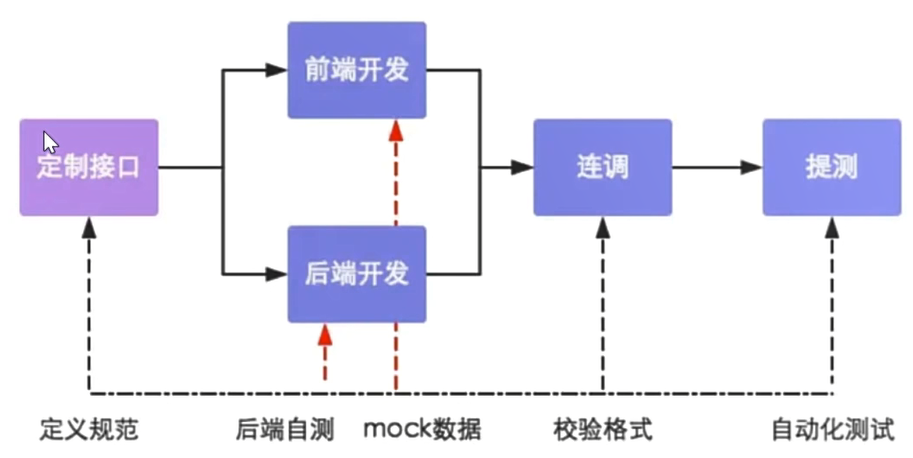 前端开发
定制接口
连调
提测
后端开发
定义规范
后端自测
mock数据
校验格式
自动化测试